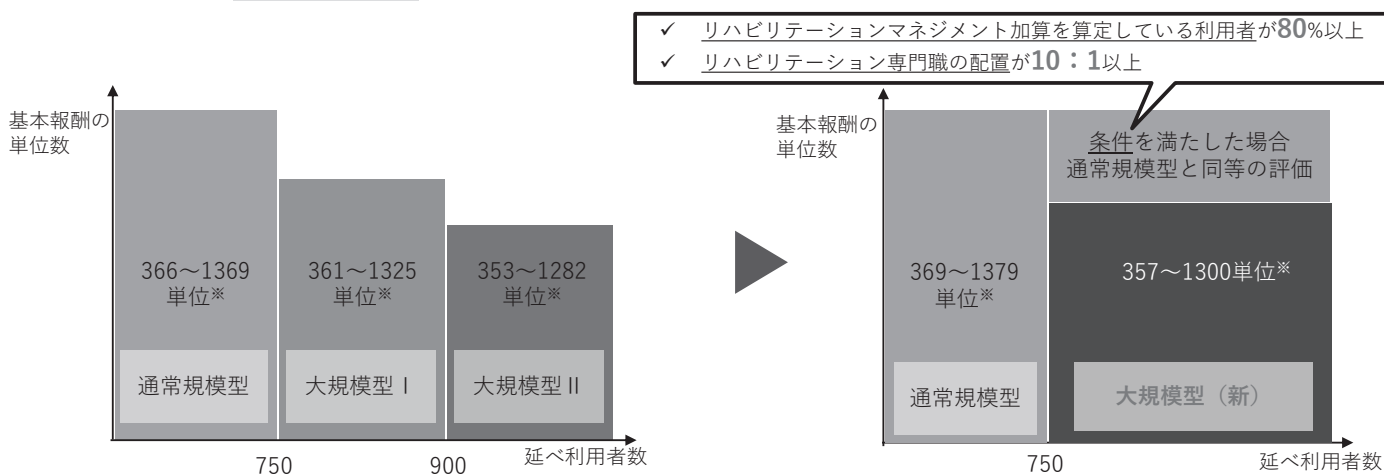 ✓ リハビリテーションマネジメント加算を算定している利用者が80%以上
✓ リハビリテーション専門職の配置が10：1以上
基本報酬の
単位数
366～1369
単位※
361～1325
単位※
353～1282
単位※
通常規模型
大規模型Ⅰ
大規模型Ⅱ
750
900
延べ利用者数
基本報酬の
単位数
条件を満たした場合
通常規模型と同等の評価
369～1379
単位※
357～1300単位※
通常規模型
大規模型（新）
750
延べ利用者数